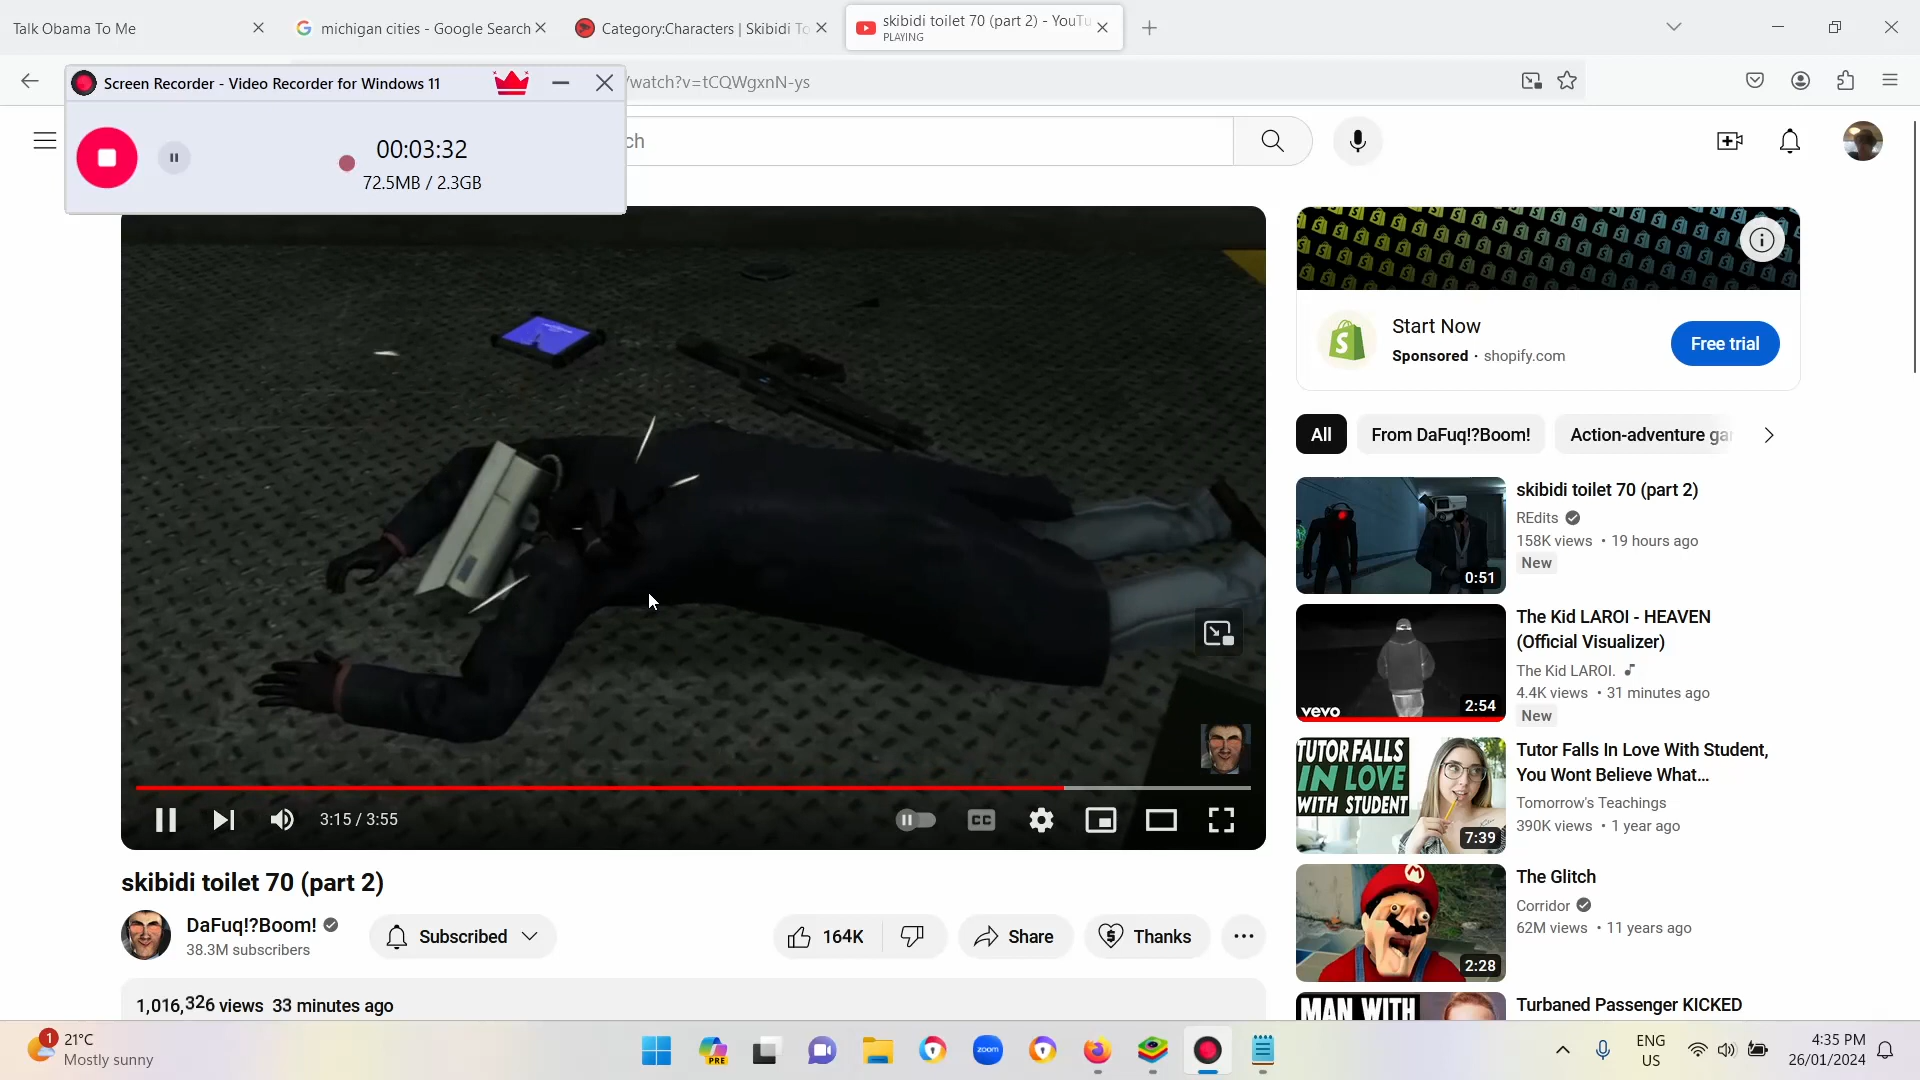 Talk Obama To Me
michigan cities - Google Search
Category:Characters | Skibidi To
skibidi toilet 70 (part 2) - YouTu
PLAYING
Screen Recorder - Video Recorder for Windows 11
/watch?v=tCQWgxnN-ys
00:03:32
72.5MB / 2.3GB
ch
Start Now
Sponsored · shopify.com
Free trial
All
From DaFuq!?Boom!
Action-adventure ga
skibidi toilet 70 (part 2)
REdits
158K views • 19 hours ago
New
0:51
The Kid LAROI - HEAVEN
(Official Visualizer)
The Kid LAROI.
4.4K views • 31 minutes ago
New
vevo
2:54
TUTOR FALLS
IN LOVE
WITH STUDENT
7:39
Tutor Falls In Love With Student,
You Wont Believe What...
Tomorrow's Teachings
390K views • 1 year ago
The Glitch
Corridor
62M views • 11 years ago
2:28
MAN WITH
Turbaned Passenger KICKED
3:15 / 3:55
CC
skibidi toilet 70 (part 2)
DaFuq!?Boom!
38.3M subscribers
Subscribed
164K
Share
Thanks
1,016,326 views 33 minutes ago
1
21°C
Mostly sunny
PRE
zoom
ENG
US
4:35 PM
26/01/2024